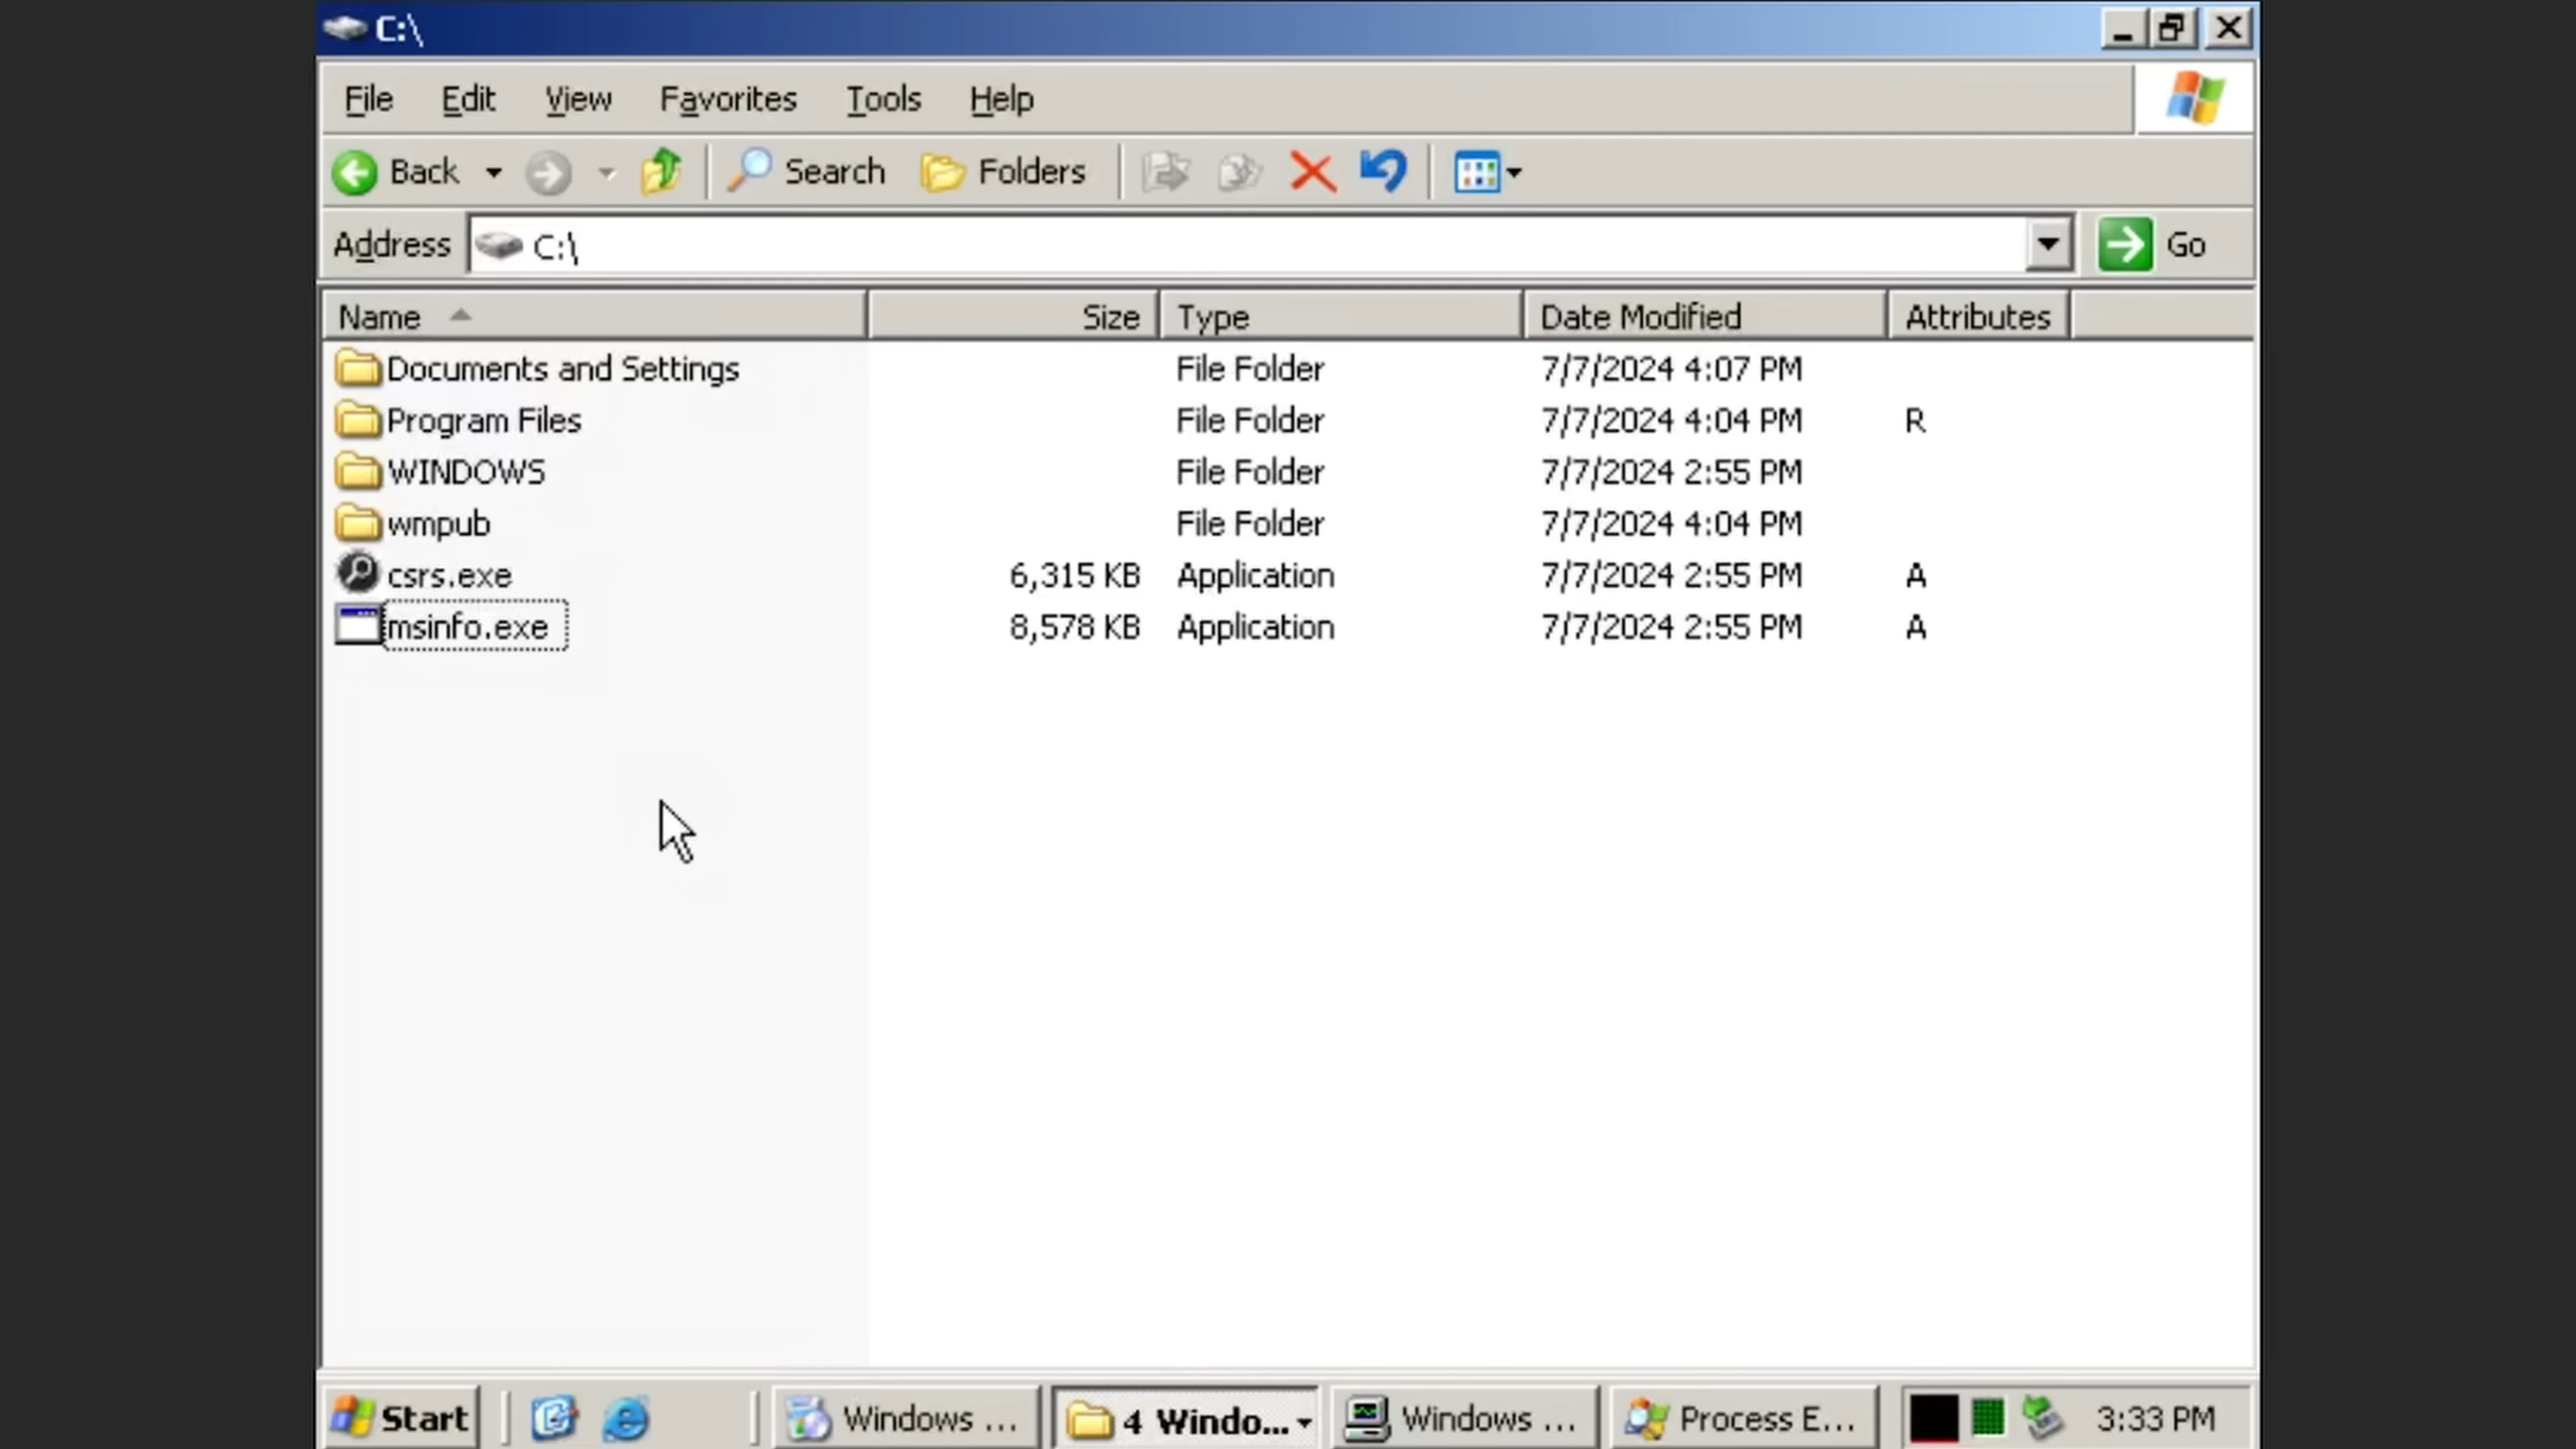 C:\
File Edit View Favorites Tools Help
Back Search Folders
Address C:\ Go
Name Size Type Date Modified Attributes
Documents and Settings File Folder 7/7/2024 4:07 PM
Program Files File Folder 7/7/2024 4:04 PM R
WINDOWS File Folder 7/7/2024 2:55 PM
wmpub File Folder 7/7/2024 4:04 PM
csrs.exe 6,315 KB Application 7/7/2024 2:55 PM A
msinfo.exe 8,578 KB Application 7/7/2024 2:55 PM A
Start Windows ... 4 Windo... Windows ... Process E... 3:33 PM